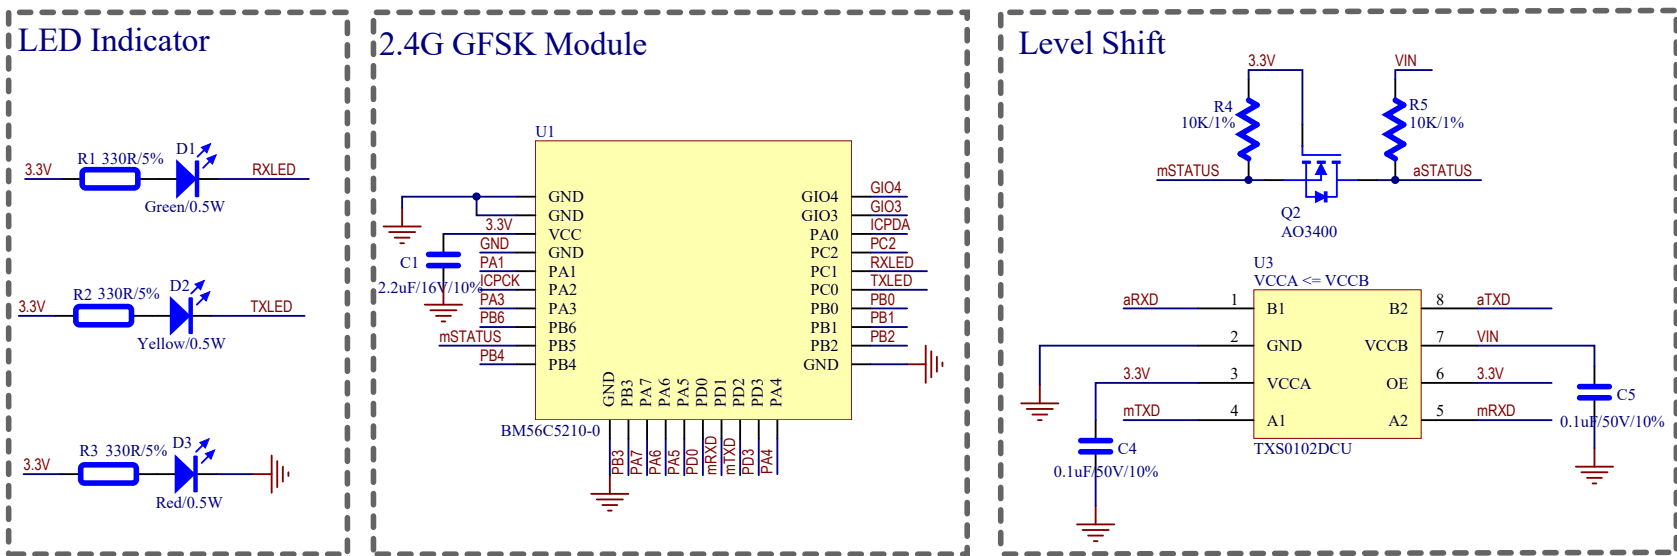 LED Indicator
3.3V
R1 330R/5%
D1
RXLED
Green/0.5W
3.3V
R2 330R/5%
D2
TXLED
Yellow/0.5W
3.3V
R3 330R/5%
D3
Red/0.5W
2.4G GFSK Module
U1
GND
GND
3.3V VCC
GND GND
C1
2.2uF/16V/10%
PA1 PA1
ICPCK PA2
PA3 PA3
PB6 PB6
mSTATUS PB5
PB4 PB4
GIO4 GIO4
GIO3 GIO3
PA0 ICPDA
PC2 PC2
PC1 RXLED
PC0 TXLED
PB0 PB0
PB1 PB1
PB2 PB2
GND
GND
PB3
PA7
PA6
PA5
PD0
PD1
PD2
PD3
PA4
BM56C5210-0
PB3
PA7
PA6
PA5
PD0
mRXD
mTXD
PD3
PA4
Level Shift
3.3V
VIN
R4
10K/1%
R5
10K/1%
mSTATUS
aSTATUS
Q2
AO3400
U3
VCCA <= VCCB
aRXD 1 B1 B2 8 aTXD
2 GND VCCB 7 VIN
3.3V 3 VCCA OE 6 3.3V
mTXD 4 A1 A2 5 mRXD
TXS0102DCU
C4
0.1uF/50V/10%
C5
0.1uF/50V/10%